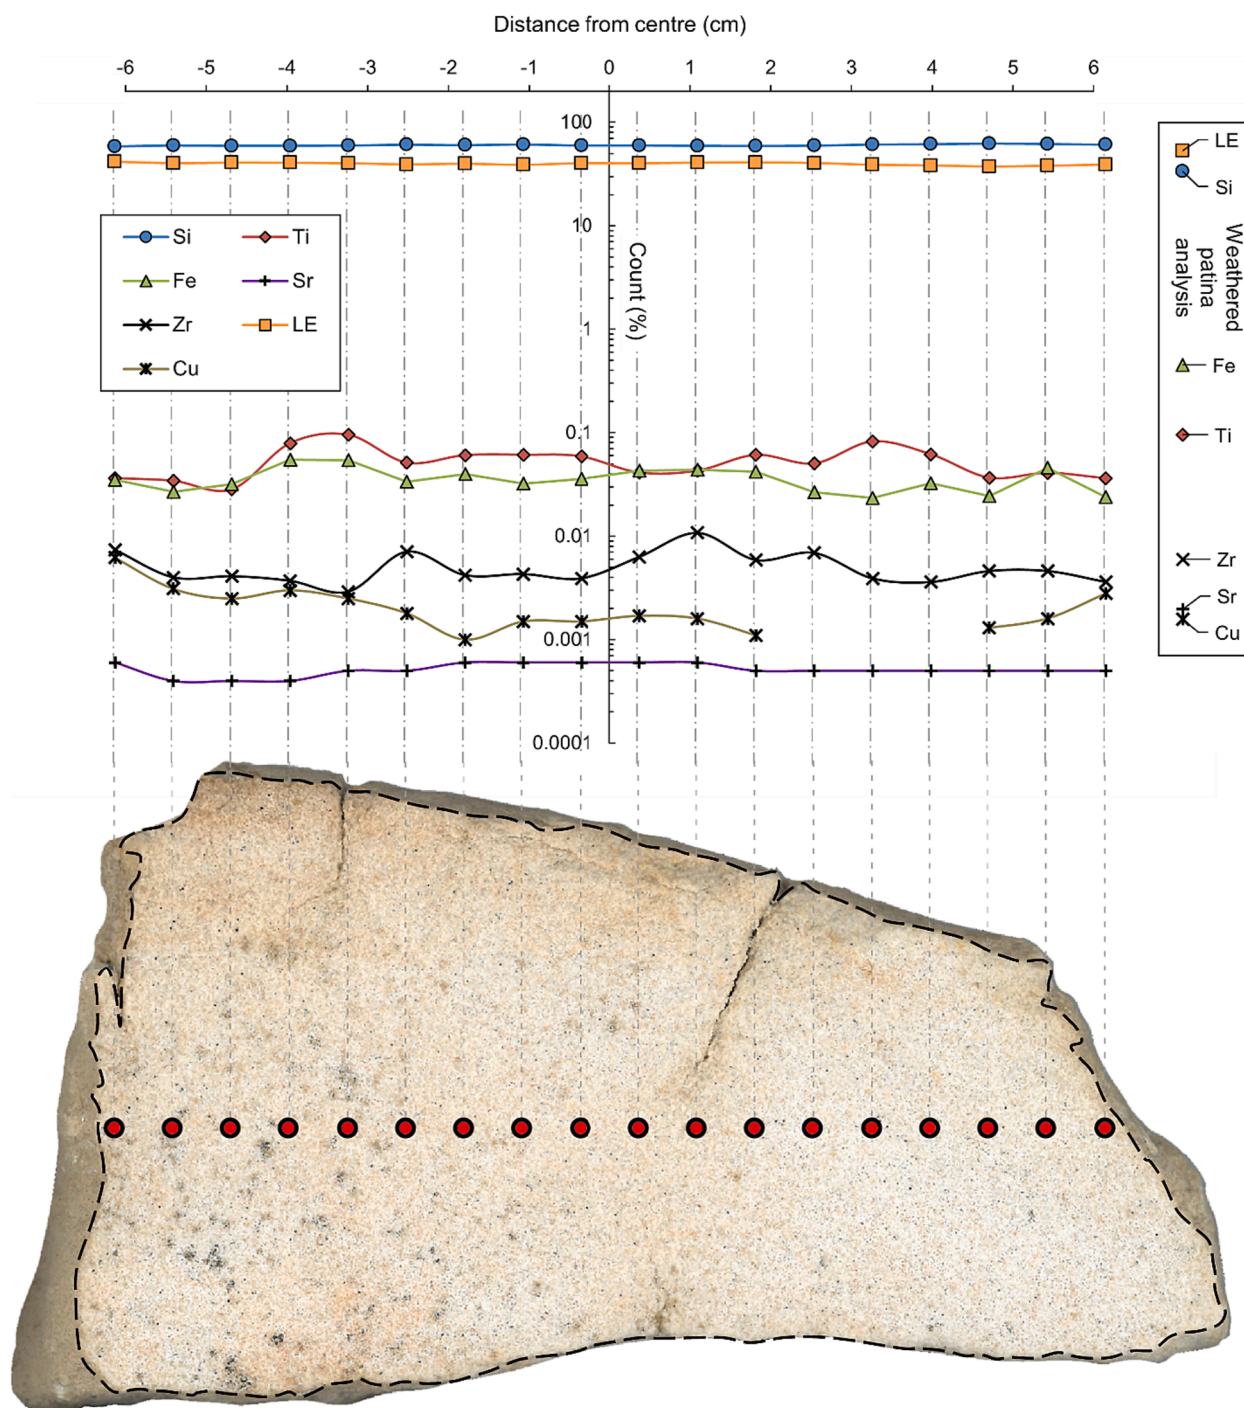 Distance from centre (cm)
-6 -5 -4 -3 -2 -1 0 1 2 3 4 5 6
100
10
1
0.1
0.01
0.001
0.0001
Count (%)
Si Ti
Fe Sr
Zr LE
Cu
LE
Si
Weathered
patina
analysis
Fe
Ti
Zr
Sr
Cu